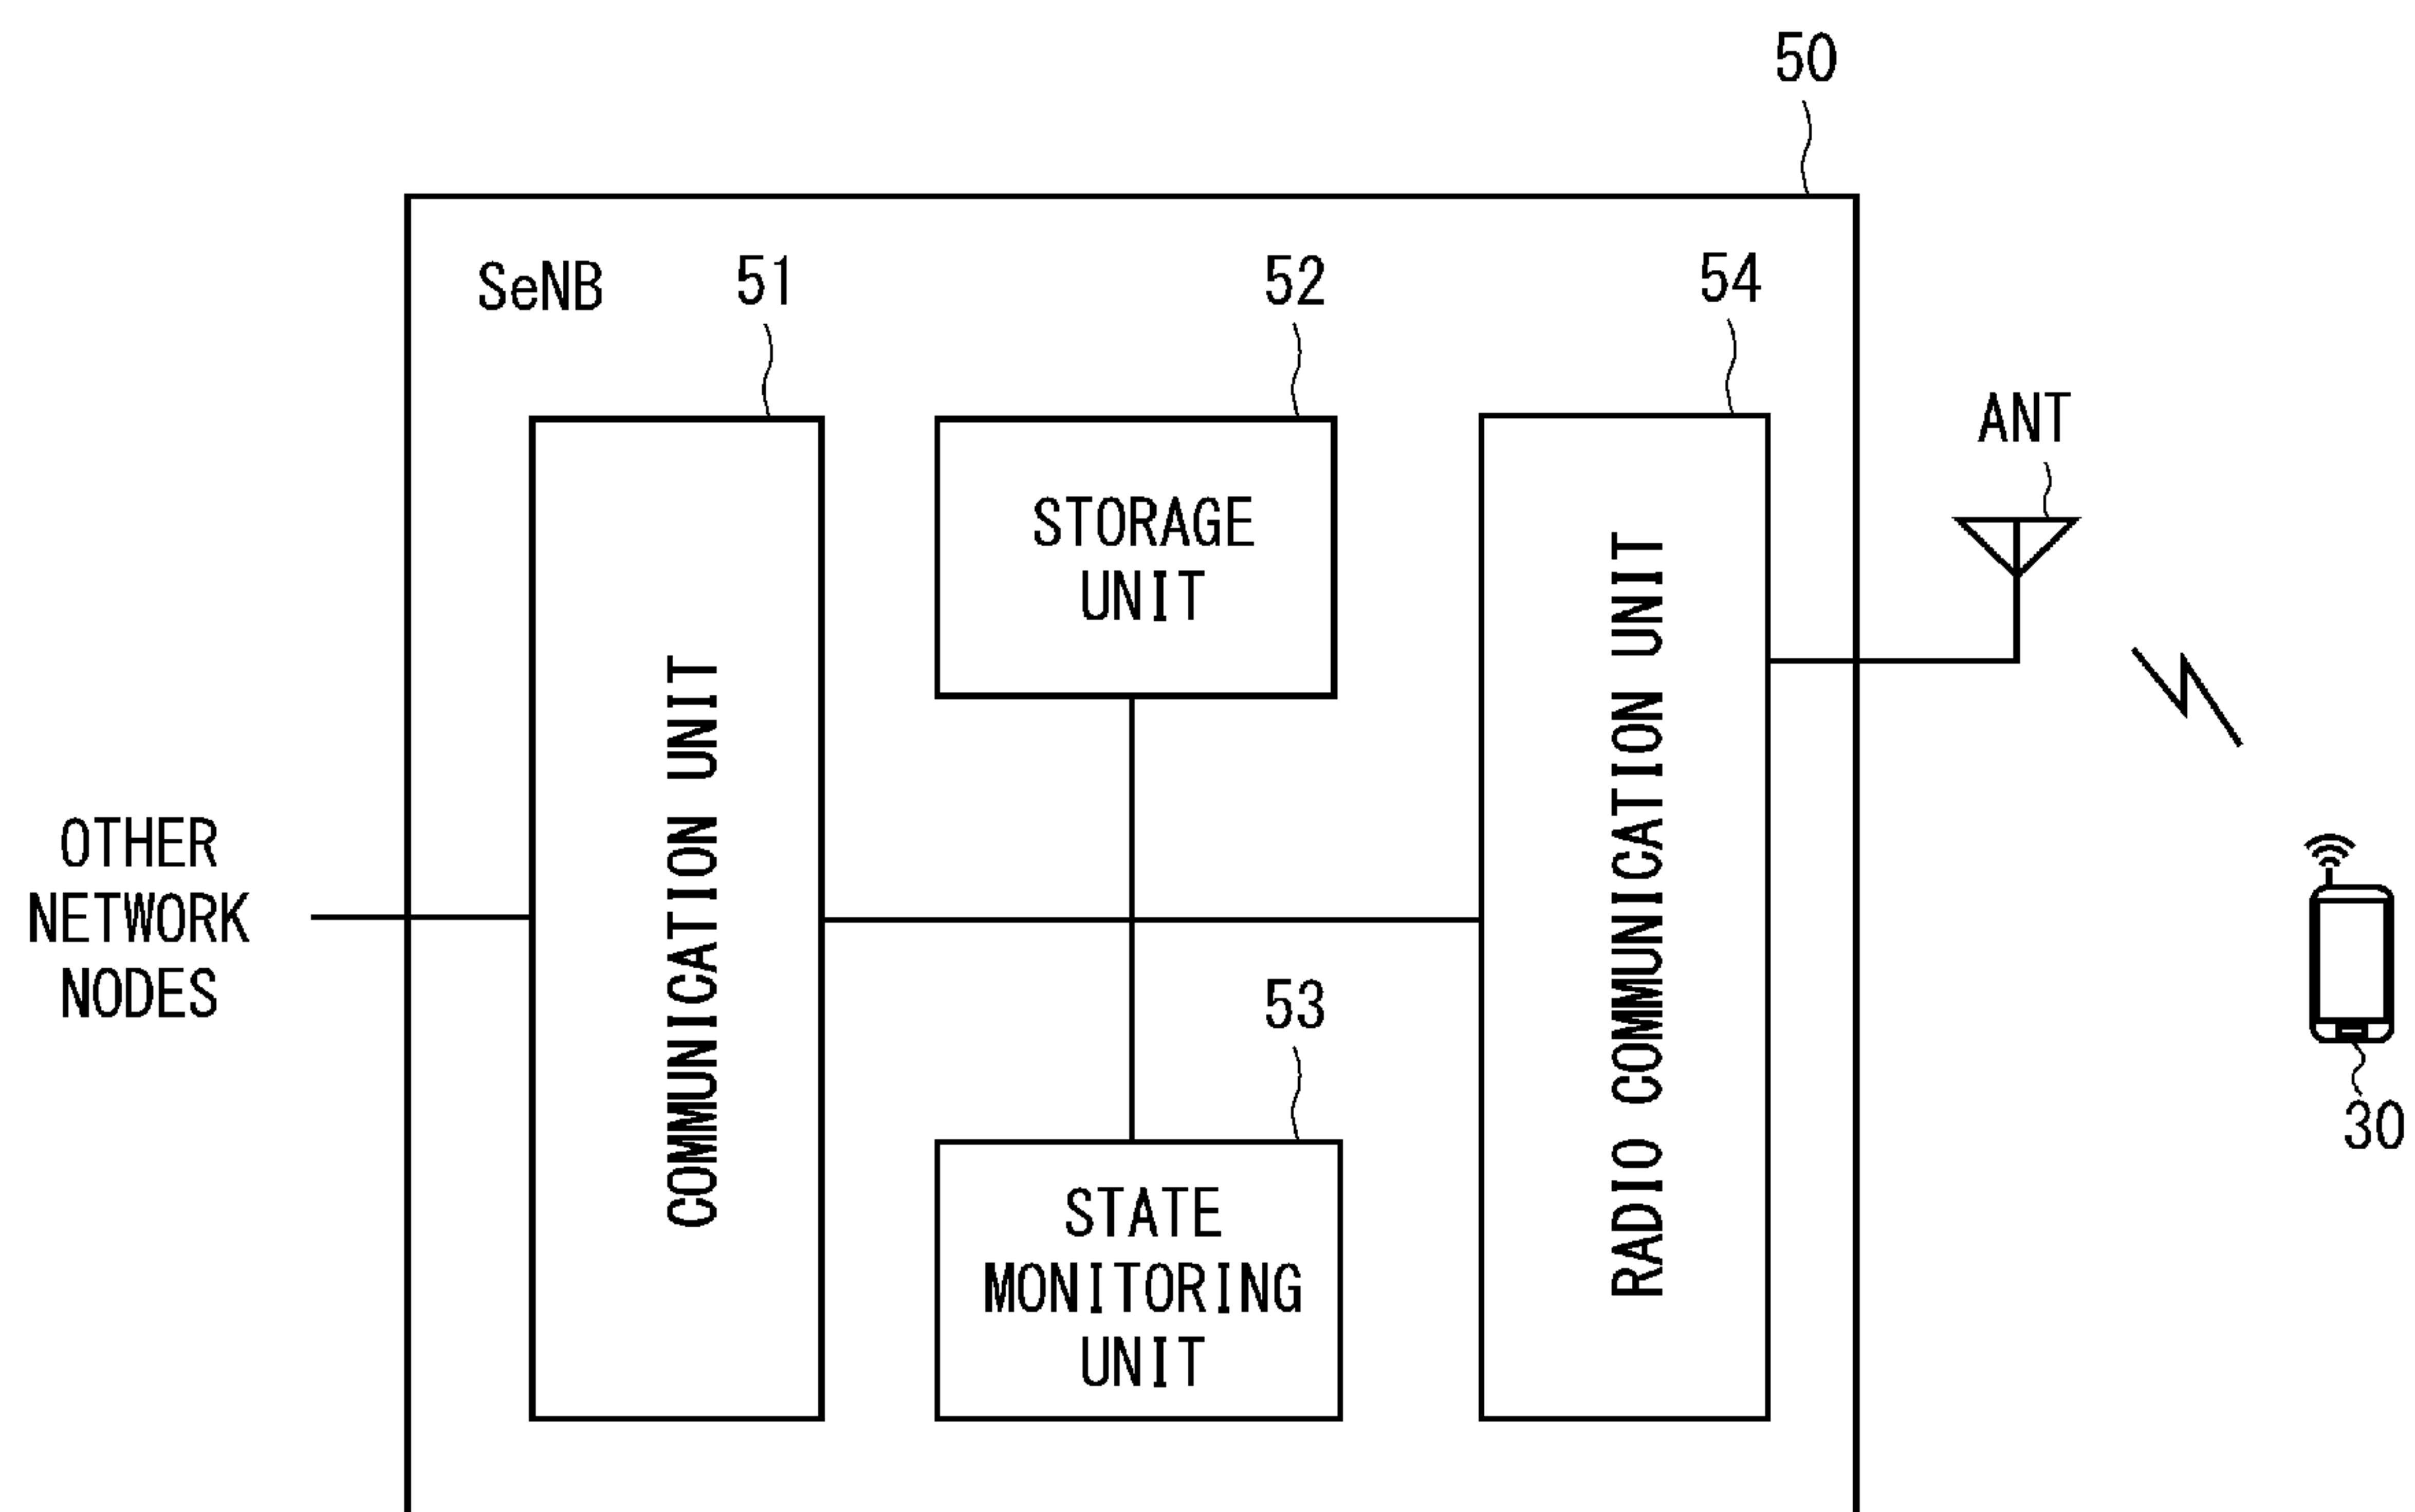 50
SeNB
51
52
54
ANT
STORAGE
UNIT
COMMUNICATION UNIT
RADIO COMMUNICATION UNIT
OTHER
NETWORK
NODES
53
STATE
MONITORING
UNIT
30